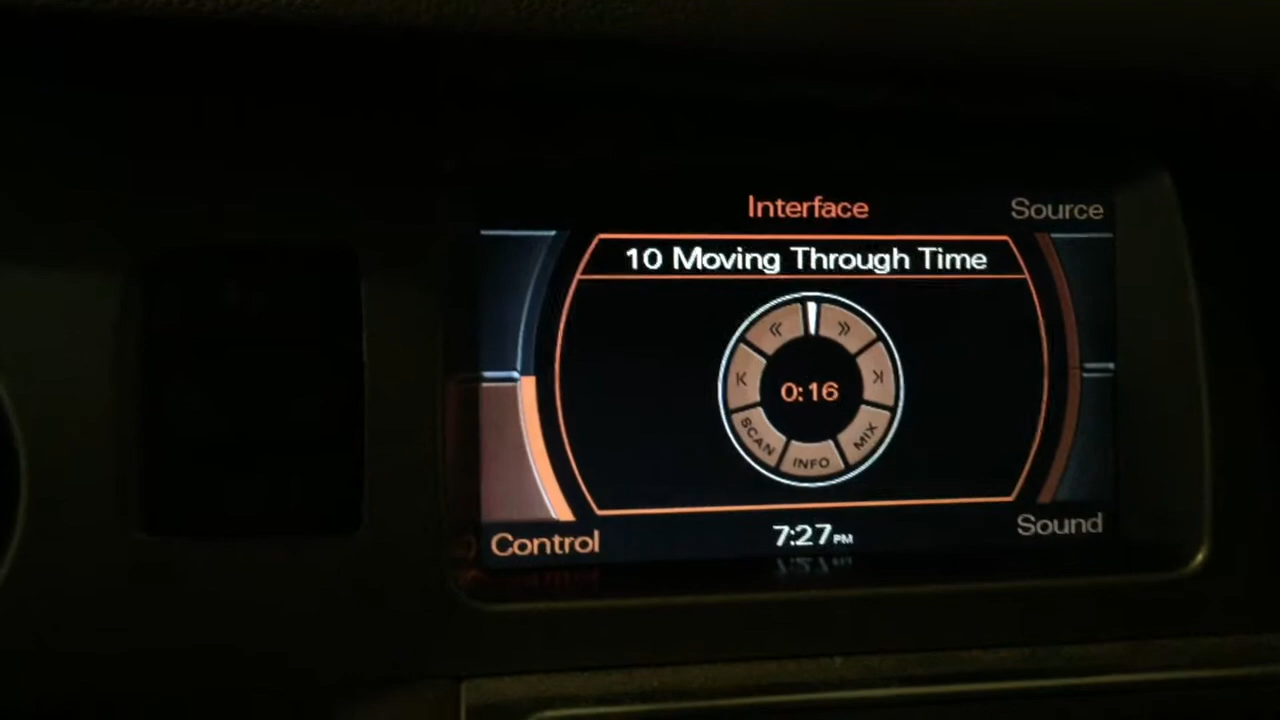 Interface
Source
10 Moving Through Time
0:16
SCAN
INFO
MIX
Control
7:27 PM
Sound